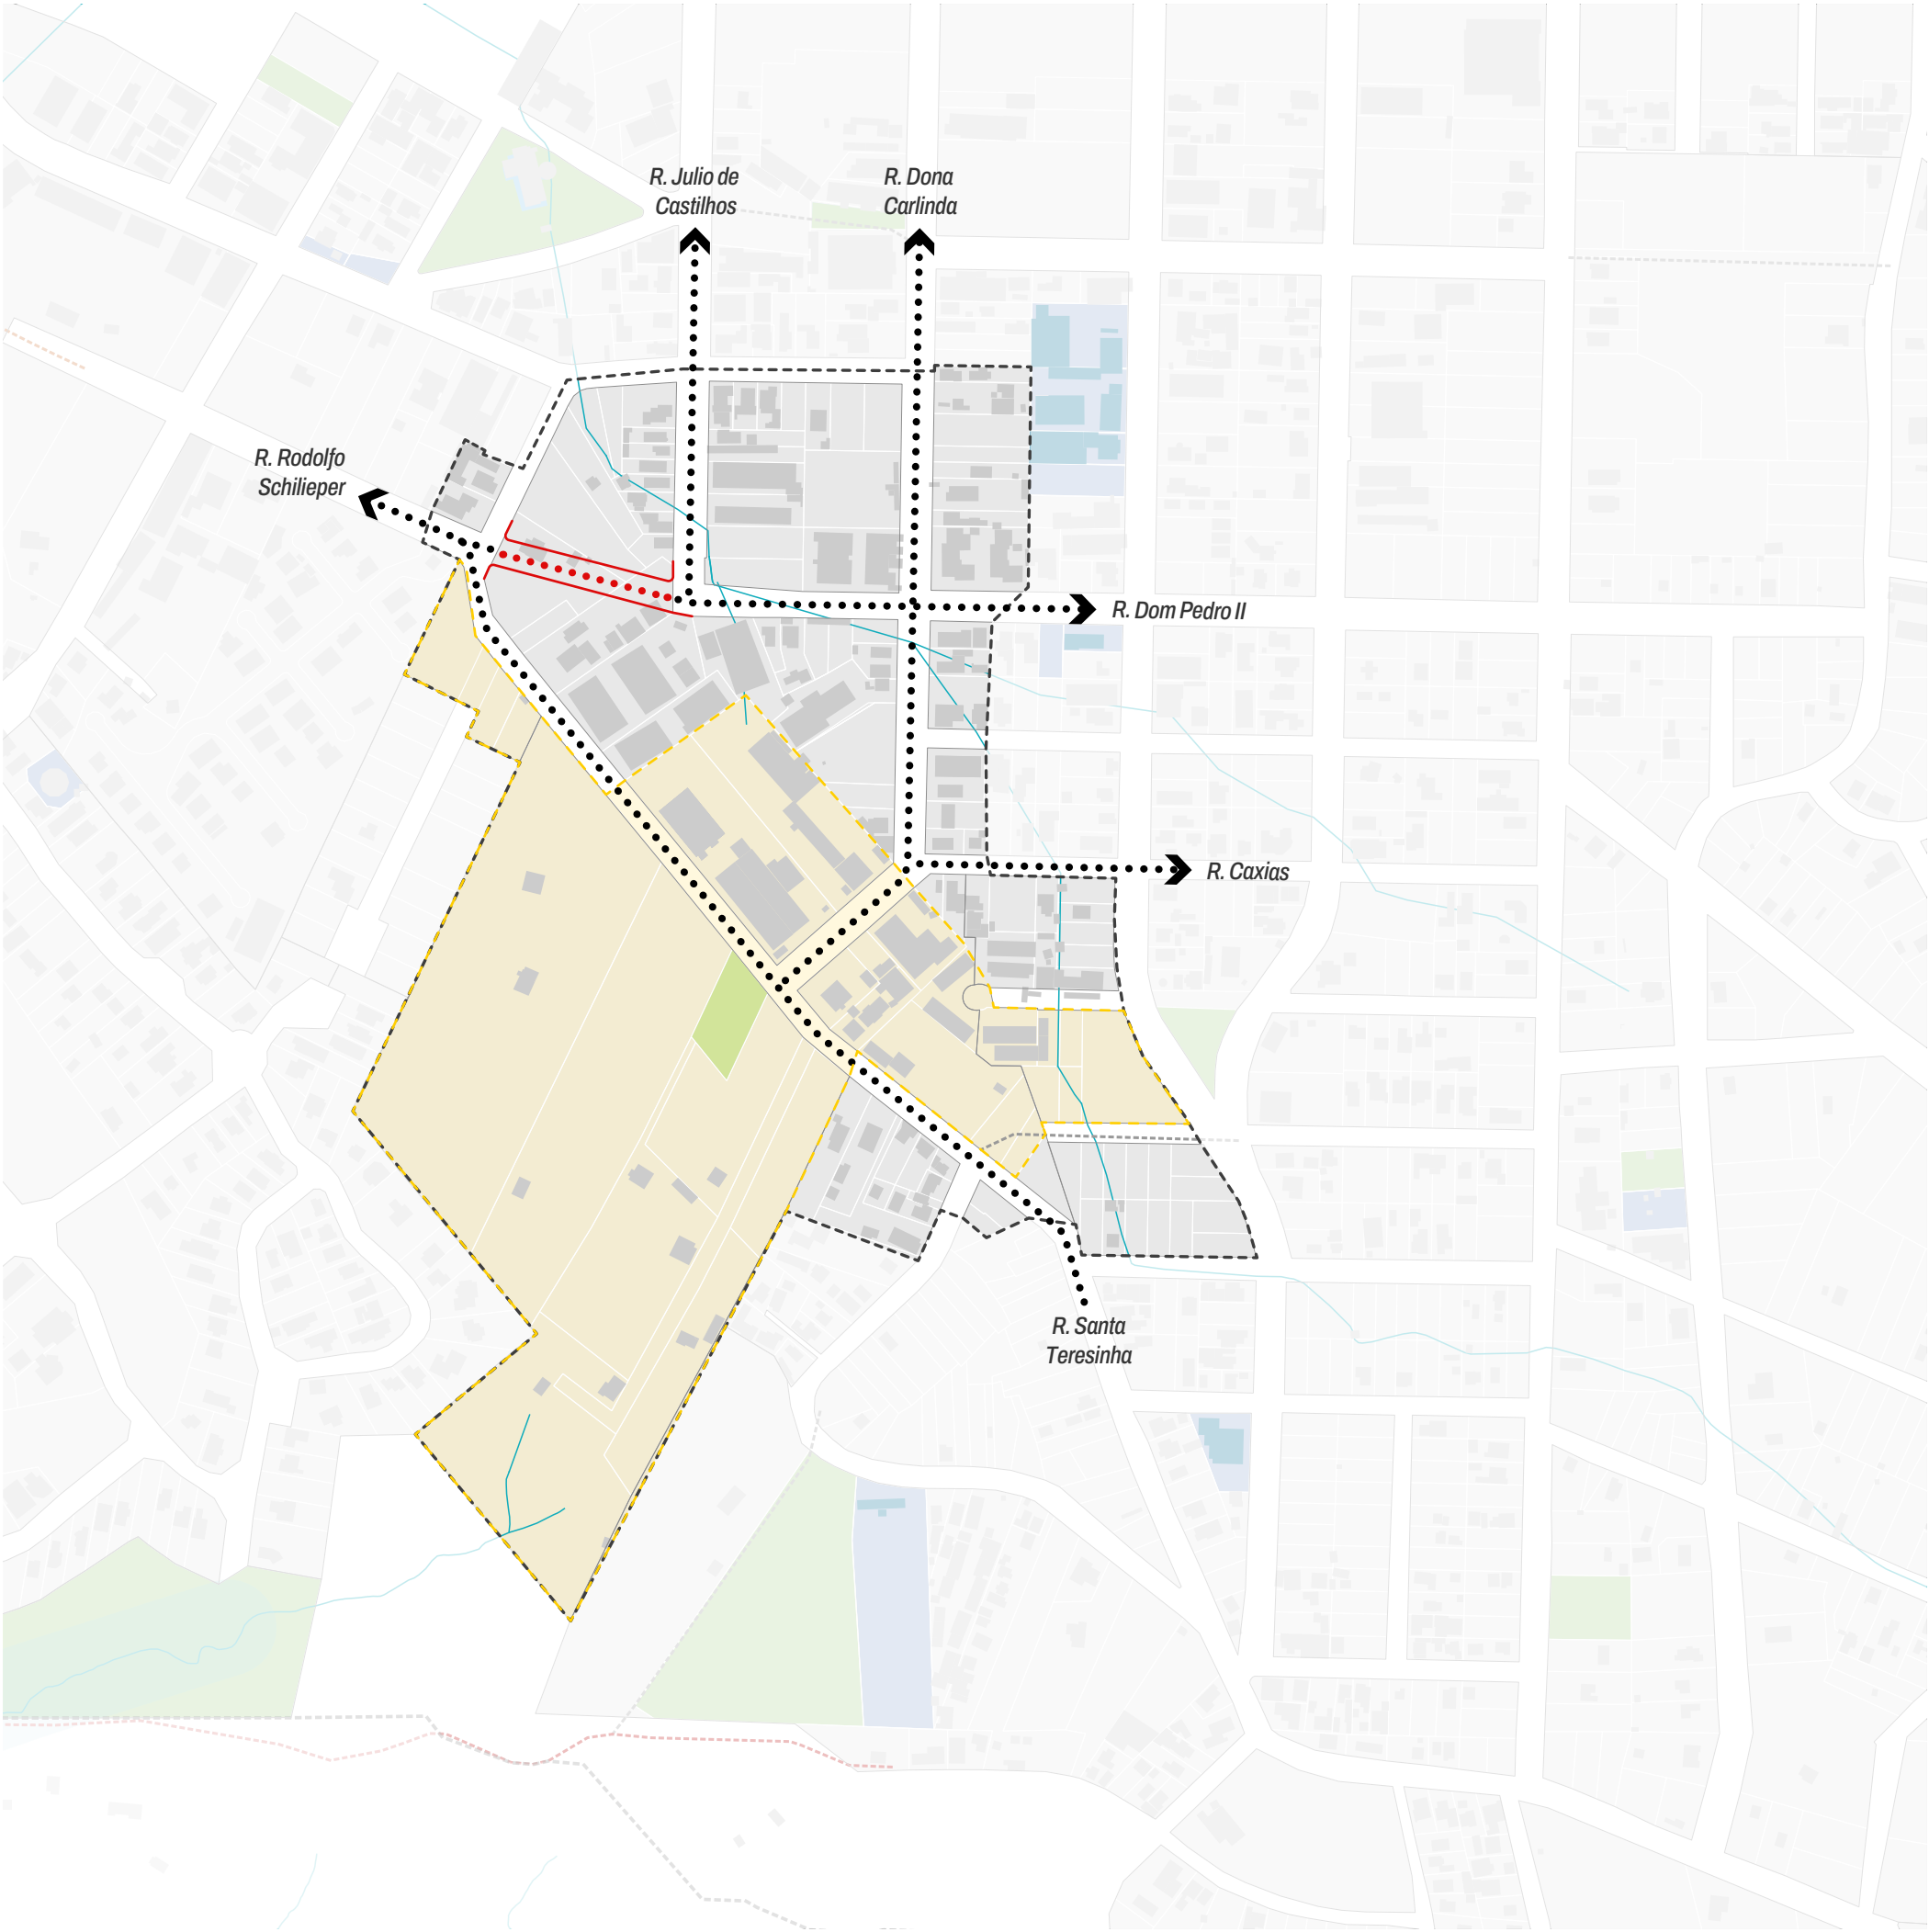 R. Julio de
Castilhos
R. Dona
Carlinda
R. Rodolfo
Schilieper
R. Dom Pedro II
R. Caxias
R. Santa
Teresinha